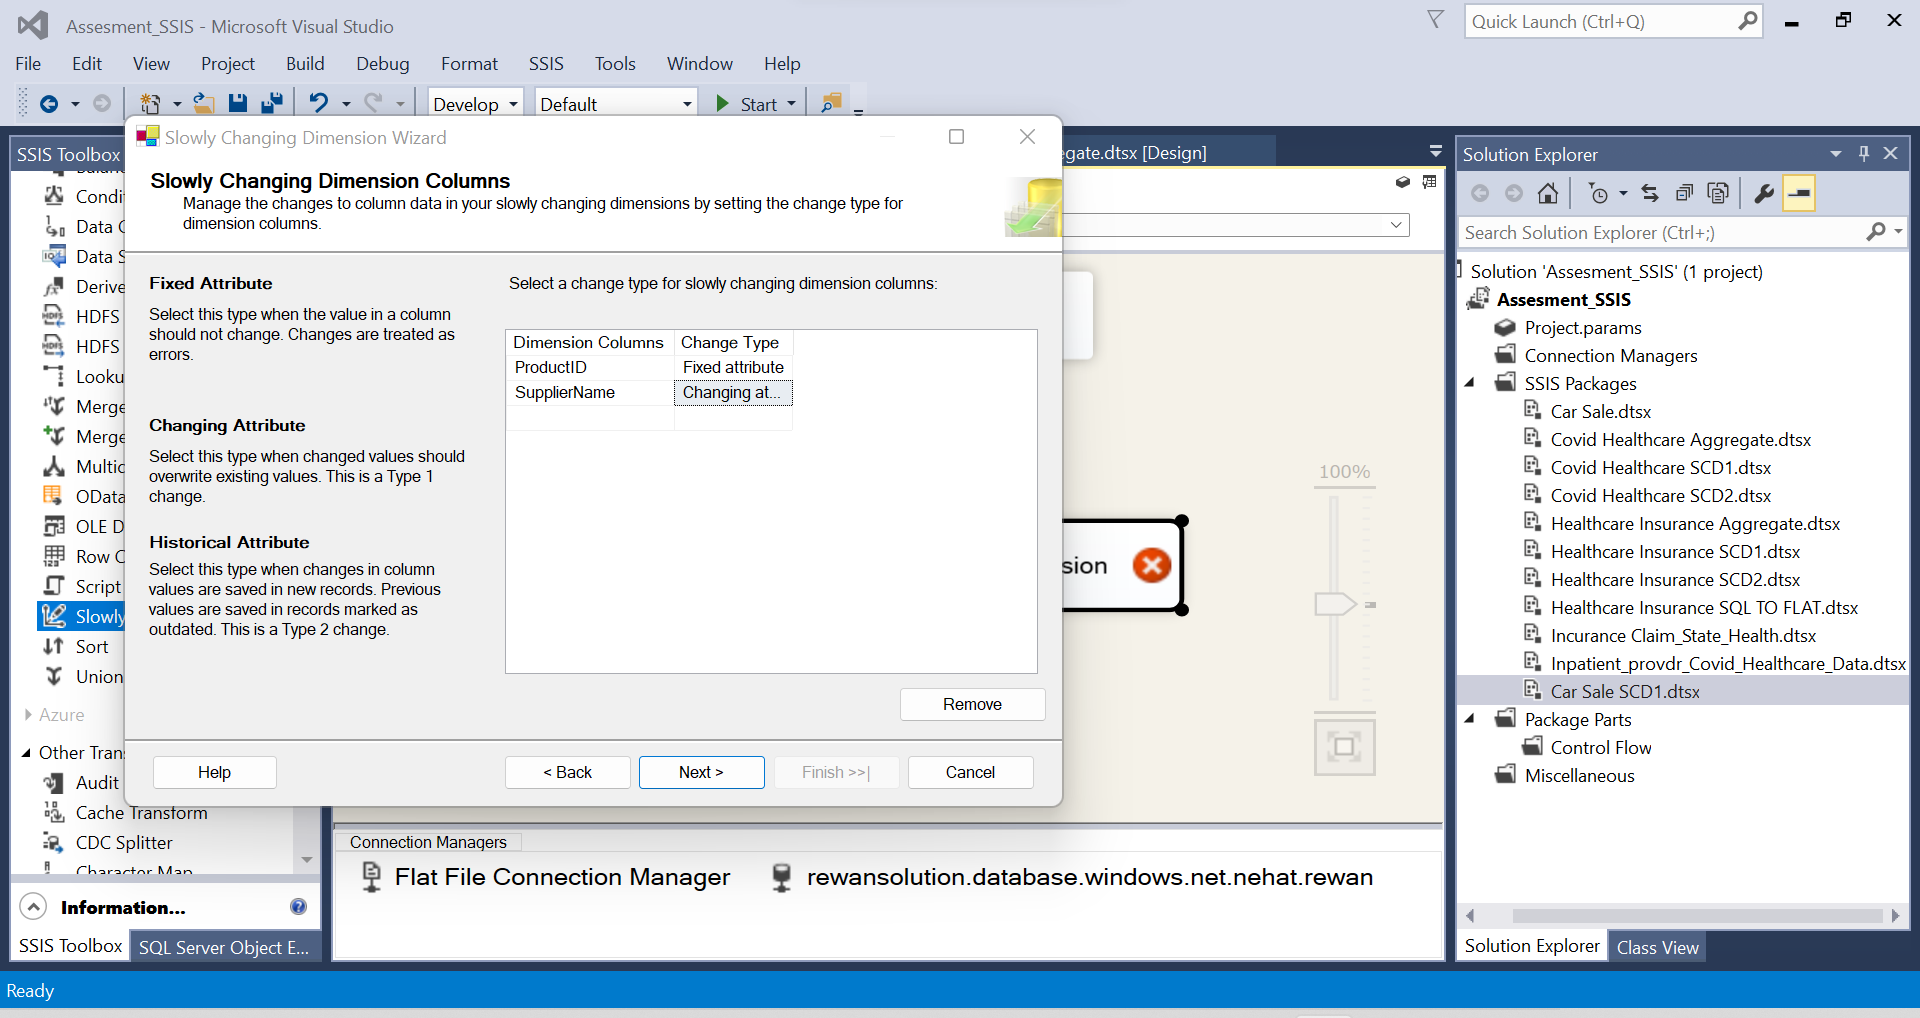 Assesment_SSIS - Microsoft Visual Studio
Quick Launch (Ctrl+Q)
File Edit View Project Build Debug Format SSIS Tools Window Help
Develop Default Start
SSIS Toolbox
Condi
Data C
Data S
Derive
HDFS
HDFS
Looku
Merge
Merge
Multic
OData
OLE D
Row C
Script
Slowly
Sort
Union
Azure
Other Tran
Audit
Cache Transform
CDC Splitter
Character Map
Information...
SSIS Toolbox SQL Server Object E...
Slowly Changing Dimension Wizard
Slowly Changing Dimension Columns
Manage the changes to column data in your slowly changing dimensions by setting the change type for
dimension columns.
Fixed Attribute
Select this type when the value in a column
should not change. Changes are treated as
errors.
Changing Attribute
Select this type when changed values should
overwrite existing values. This is a Type 1
change.
Historical Attribute
Select this type when changes in column
values are saved in new records. Previous
values are saved in records marked as
outdated. This is a Type 2 change.
Select a change type for slowly changing dimension columns:
Dimension Columns Change Type
ProductID Fixed attribute
SupplierName Changing at...
Remove
Help < Back Next > Finish >>| Cancel
egate.dtsx [Design]
sion
100%
Connection Managers
Flat File Connection Manager rewansolution.database.windows.net.nehat.rewan
Solution Explorer
Search Solution Explorer (Ctrl+;)
Solution 'Assesment_SSIS' (1 project)
Assesment_SSIS
Project.params
Connection Managers
SSIS Packages
Car Sale.dtsx
Covid Healthcare Aggregate.dtsx
Covid Healthcare SCD1.dtsx
Covid Healthcare SCD2.dtsx
Healthcare Insurance Aggregate.dtsx
Healthcare Insurance SCD1.dtsx
Healthcare Insurance SCD2.dtsx
Healthcare Insurance SQL TO FLAT.dtsx
Incurance Claim_State_Health.dtsx
Inpatient_provdr_Covid_Healthcare_Data.dtsx
Car Sale SCD1.dtsx
Package Parts
Control Flow
Miscellaneous
Solution Explorer Class View
Ready